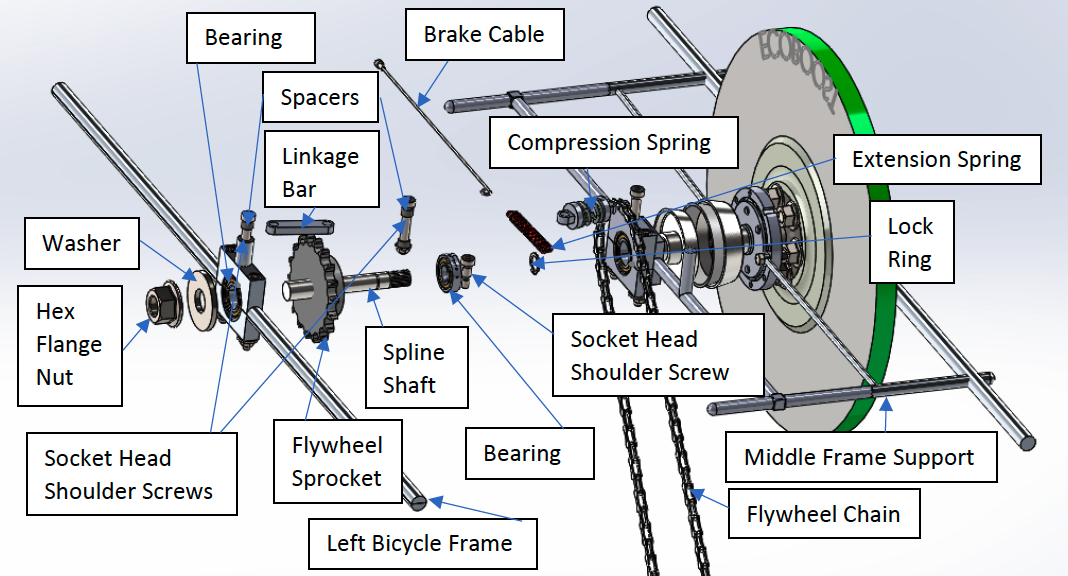 Brake Cable
Bearing
ECOBOOST
Spacers
Compression Spring
Linkage
Bar
Extension Spring
Washer
Lock
Ring
Hex
Flange
Nut
Spline
Shaft
Socket Head
Shoulder Screw
Flywheel
Sprocket
Bearing
Socket Head
Shoulder Screws
Middle Frame Support
Flywheel Chain
Left Bicycle Frame